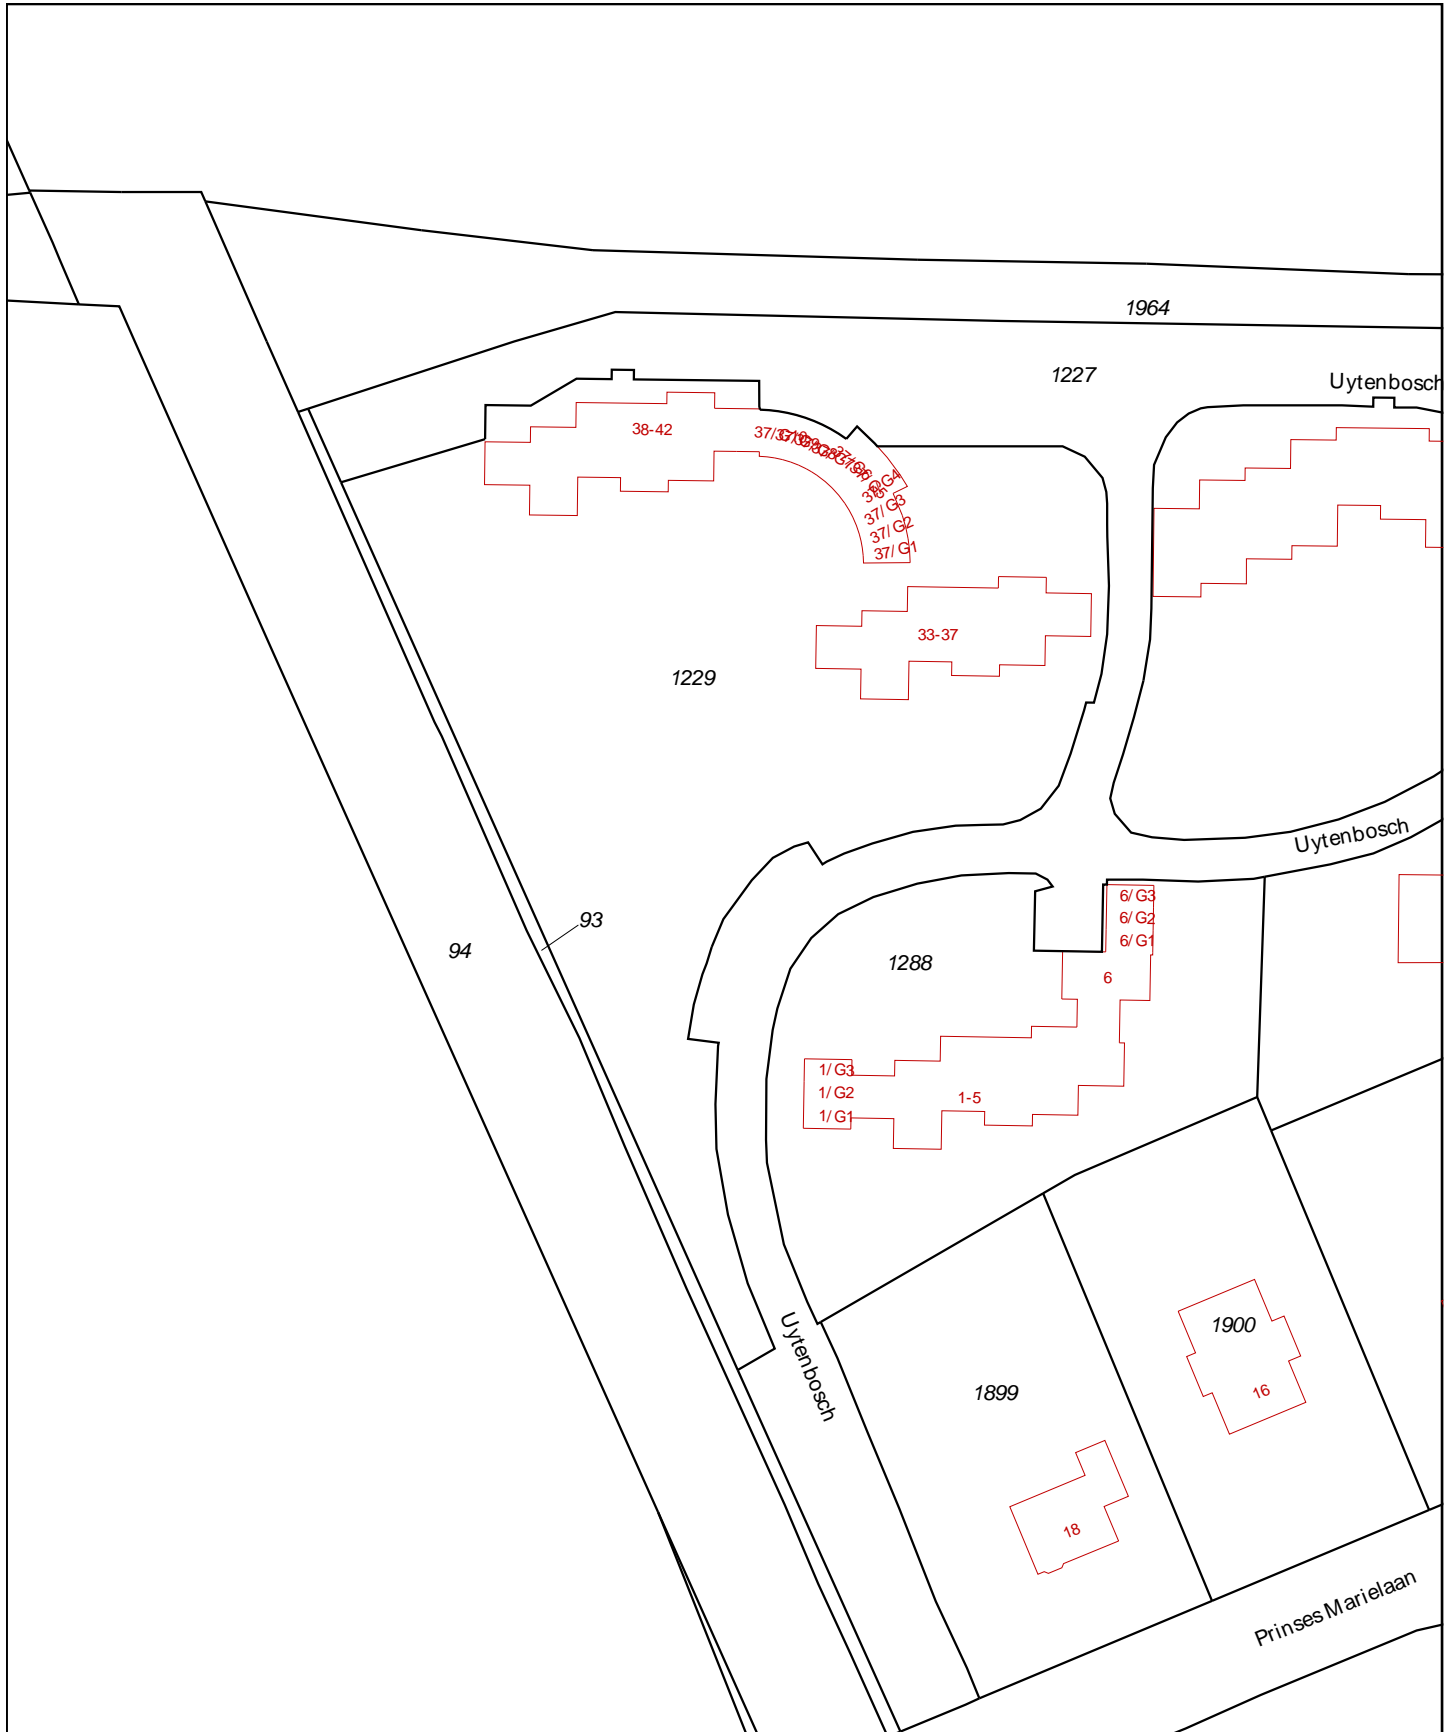 1964
1227
Uytenbosch
38-42
37/ G4
37/ G3
37/ G2
37/ G1
33-37
1229
Uytenbosch
6/ G3
6/ G2
6/ G1
93
94
1288
6
1/ G3
1/ G2
1/ G1
1-5
Uytenbosch
1900
16
1899
18
Prinses Marielaan